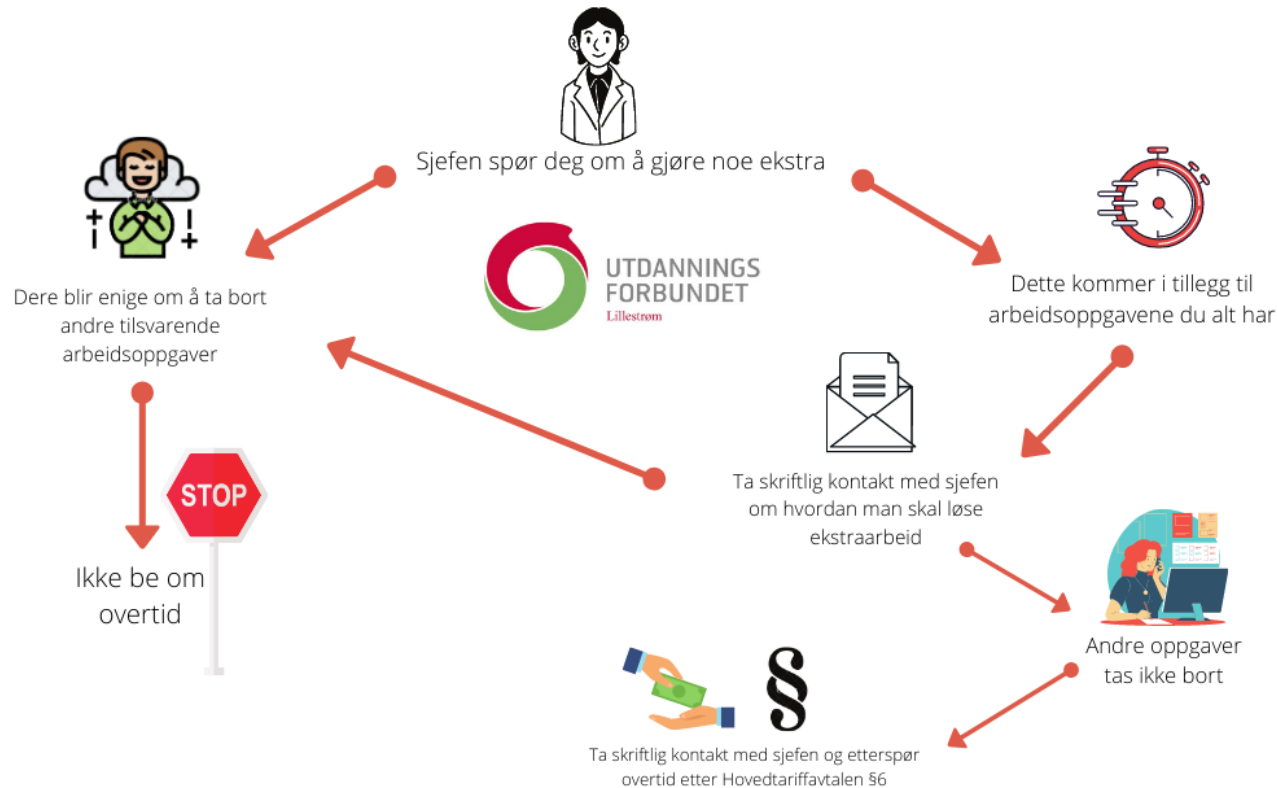 Sjefen spør deg om å gjøre noe ekstra
UTDANNINGS
FORBUNDET
Lillestrøm
Dere blir enige om å ta bort
andre tilsvarende
arbeidsoppgaver
Dette kommer i tillegg til
arbeidsoppgavene du alt har
STOP
Ikke be om
overtid
Ta skriftlig kontakt med sjefen
om hvordan man skal løse
ekstraarbeid
Andre oppgaver
tas ikke bort
§
Ta skriftlig kontakt med sjefen og etterspør
overtid etter Hovedtariffavtalen §6